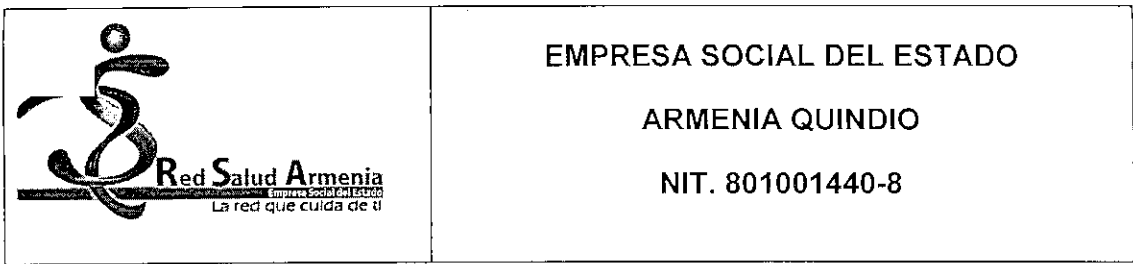 Red Salud Armenia
Empresa Social del Estado
La red que cuida de ti
EMPRESA SOCIAL DEL ESTADO
ARMENIA QUINDIO
NIT. 801001440-8